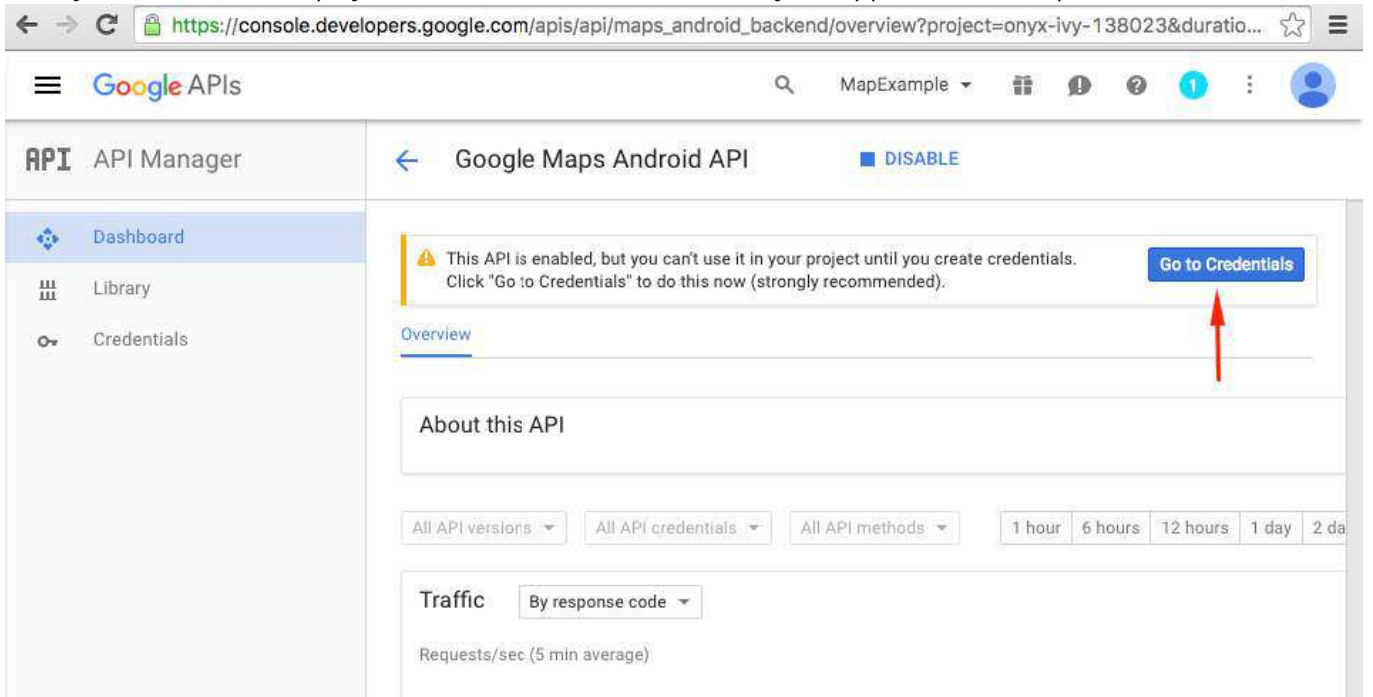 https://console.developers.google.com/apis/api/maps_android_backend/overview?project=onyx-ivy-138023&duratio...
Google APIs
MapExample
1
API API Manager
Google Maps Android API
DISABLE
Dashboard
Library
Credentials
This API is enabled, but you can't use it in your project until you create credentials.
Click "Go to Credentials" to do this now (strongly recommended).
Go to Credentials
Overview
About this API
All API versions
All API credentials
All API methods
1 hour
6 hours
12 hours
1 day
2 da
Traffic
By response code
Requests/sec (5 min average)